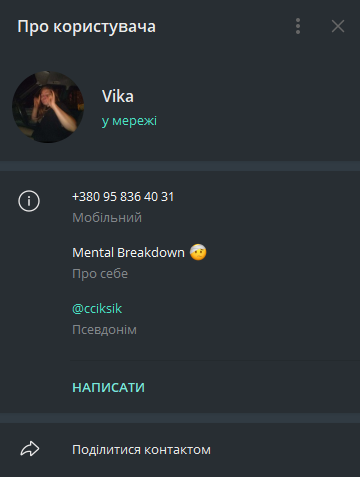 Про користувача
Vika
у мережі
+380 95 836 40 31
Мобільний
Mental Breakdown 🤕
Про себе
@cciksik
Псевдонім
НАПИСАТИ
Поділитися контактом